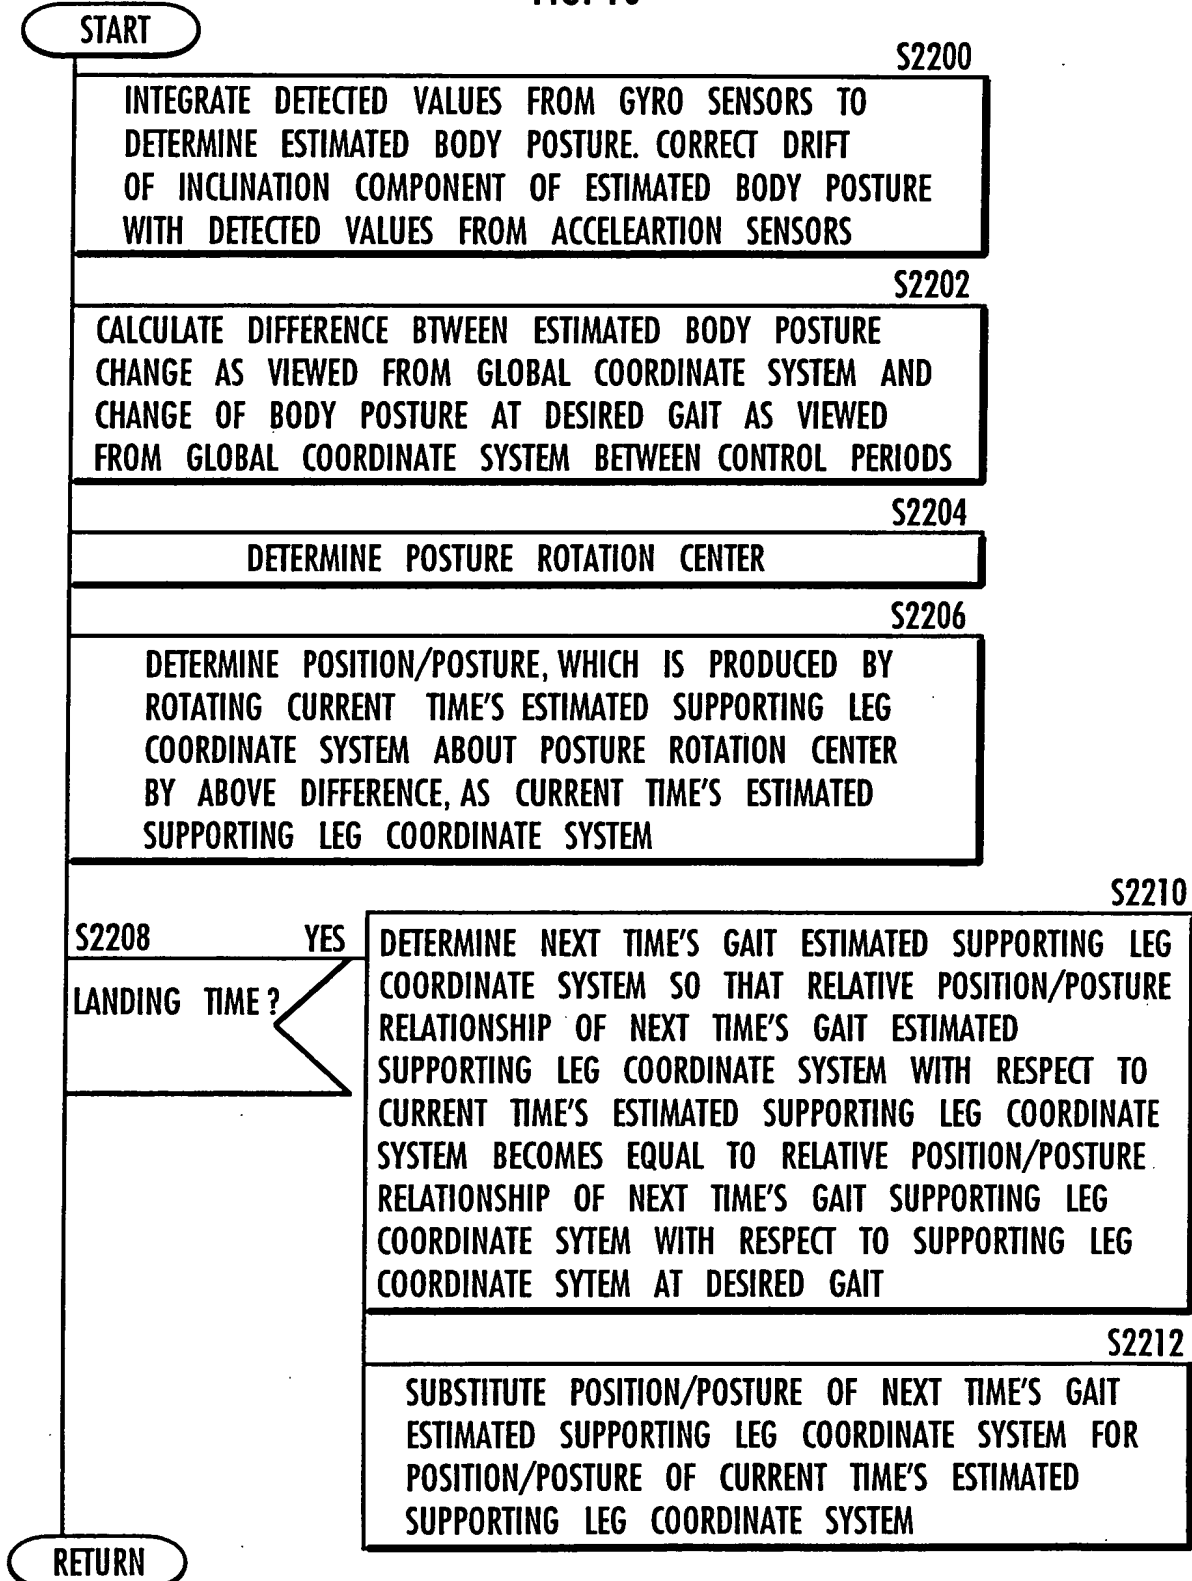 START
S2200
INTEGRATE DETECTED VALUES FROM GYRO SENSORS TO
DETERMINE ESTIMATED BODY POSTURE. CORRECT DRIFT
OF INCLINATION COMPONENT OF ESTIMATED BODY POSTURE
WITH DETECTED VALUES FROM ACCELEARTION SENSORS
S2202
CALCULATE DIFFERENCE BTWEEN ESTIMATED BODY POSTURE
CHANGE AS VIEWED FROM GLOBAL COORDINATE SYSTEM AND
CHANGE OF BODY POSTURE AT DESIRED GAIT AS VIEWED
FROM GLOBAL COORDINATE SYSTEM BETWEEN CONTROL PERIODS
S2204
DETERMINE POSTURE ROTATION CENTER
S2206
DETERMINE POSITION/POSTURE, WHICH IS PRODUCED BY
ROTATING CURRENT TIME'S ESTIMATED SUPPORTING LEG
COORDINATE SYSTEM ABOUT POSTURE ROTATION CENTER
BY ABOVE DIFFERENCE, AS CURRENT TIME'S ESTIMATED
SUPPORTING LEG COORDINATE SYSTEM
S2208 YES
LANDING TIME?
S2210
DETERMINE NEXT TIME'S GAIT ESTIMATED SUPPORTING LEG
COORDINATE SYSTEM SO THAT RELATIVE POSITION/POSTURE
RELATIONSHIP OF NEXT TIME'S GAIT ESTIMATED
SUPPORTING LEG COORDINATE SYSTEM WITH RESPECT TO
CURRENT TIME'S ESTIMATED SUPPORTING LEG COORDINATE
SYSTEM BECOMES EQUAL TO RELATIVE POSITION/POSTURE
RELATIONSHIP OF NEXT TIME'S GAIT SUPPORTING LEG
COORDINATE SYTEM WITH RESPECT TO SUPPORTING LEG
COORDINATE SYTEM AT DESIRED GAIT
S2212
SUBSTITUTE POSITION/POSTURE OF NEXT TIME'S GAIT
ESTIMATED SUPPORTING LEG COORDINATE SYSTEM FOR
POSITION/POSTURE OF CURRENT TIME'S ESTIMATED
SUPPORTING LEG COORDINATE SYSTEM
RETURN